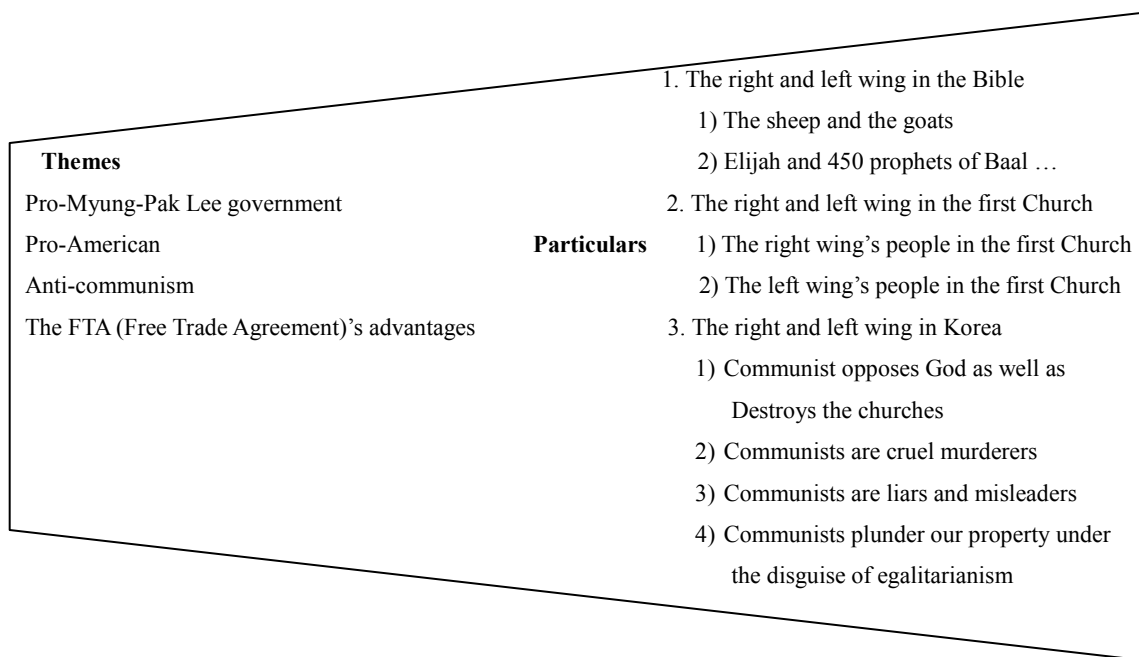 Themes
Pro-Myung-Pak Lee government
Pro-American
Anti-communism
The FTA (Free Trade Agreement)'s advantages
Particulars
1. The right and left wing in the Bible
1) The sheep and the goats
2) Elijah and 450 prophets of Baal …
2. The right and left wing in the first Church
1) The right wing's people in the first Church
2) The left wing's people in the first Church
3. The right and left wing in Korea
1) Communist opposes God as well as
Destroys the churches
2) Communists are cruel murderers
3) Communists are liars and misleaders
4) Communists plunder our property under
the disguise of egalitarianism